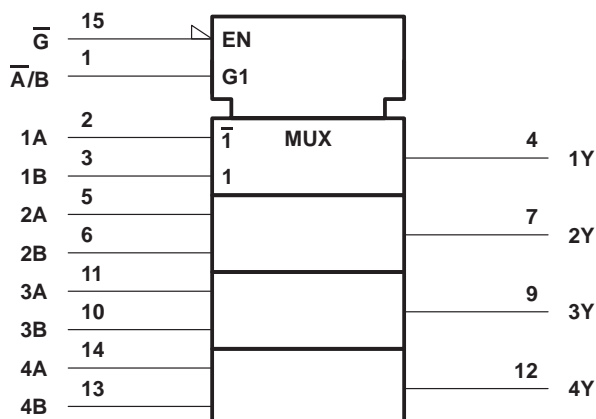 G̅ 15 EN
A̅/B 1 G1
MUX
1A 2 1̅
4 1Y
1B 3 1
2A 5
7 2Y
2B 6
3A 11
9 3Y
3B 10
4A 14
12 4Y
4B 13